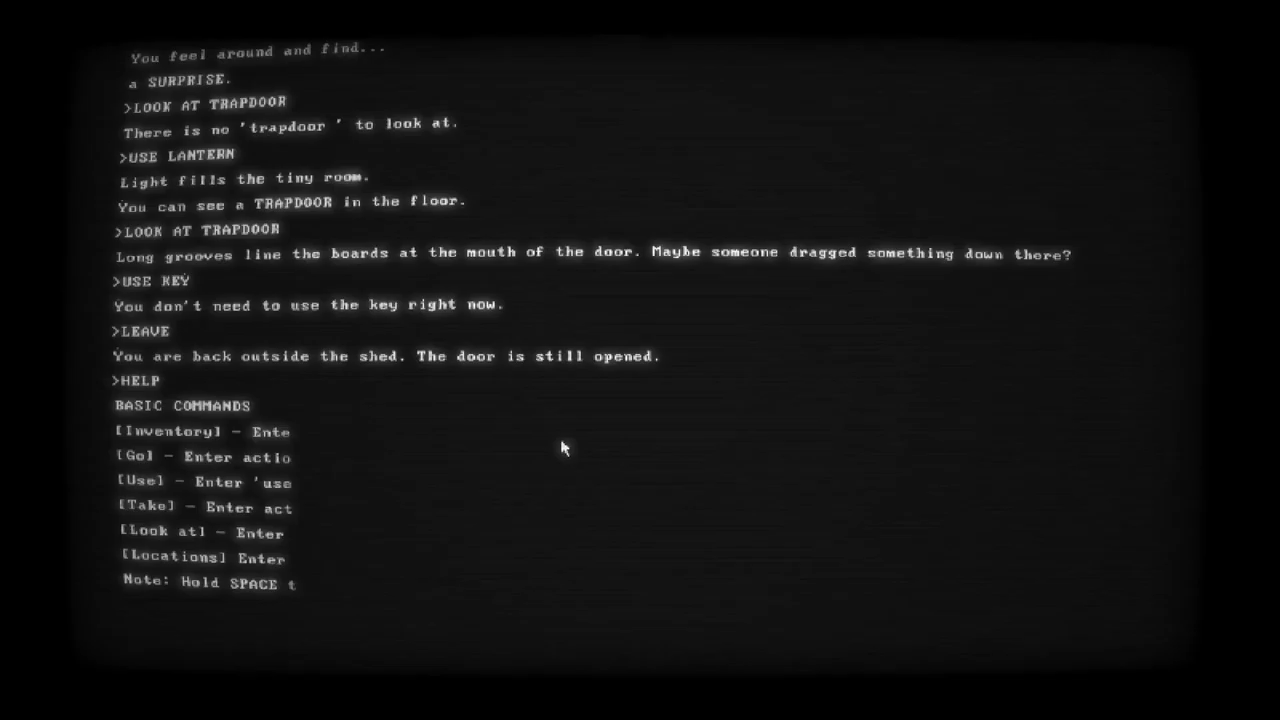 You feel around and find...
a SURPRISE.
>LOOK AT TRAPDOOR
There is no 'trapdoor ' to look at.
>USE LANTERN
Light fills the tiny room.
You can see a TRAPDOOR in the floor.
>LOOK AT TRAPDOOR
Long grooves line the boards at the mouth of the door. Maybe someone dragged something down there?
>USE KEY
You don't need to use the key right now.
>LEAVE
You are back outside the shed. The door is still opened.
>HELP
BASIC COMMANDS
[Inventory] - Ente
[Go] - Enter actio
[Use] - Enter 'use
[Take] - Enter act
[Look at] - Enter
[Locations] Enter
Note: Hold SPACE t